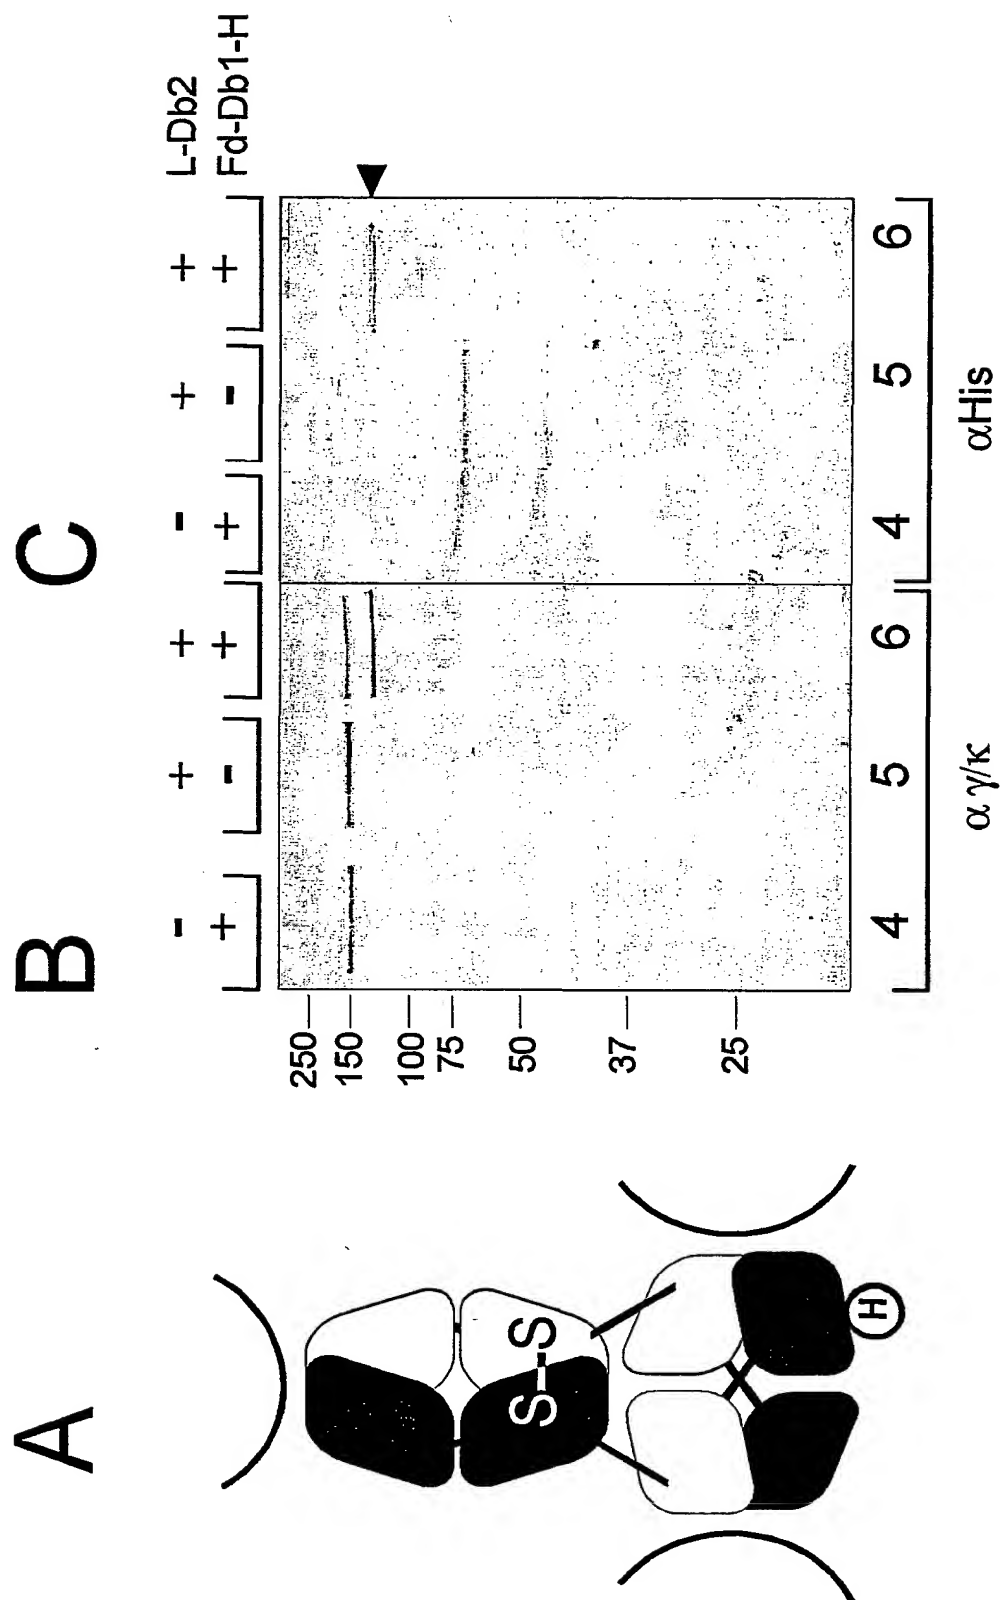 A
B
C
- + + - + + L-Db2
+ - + + - + Fd-Db1-H
250
150
100
75
50
37
25
S--S
H
4 5 6 4 5 6
α γ/κ αHis